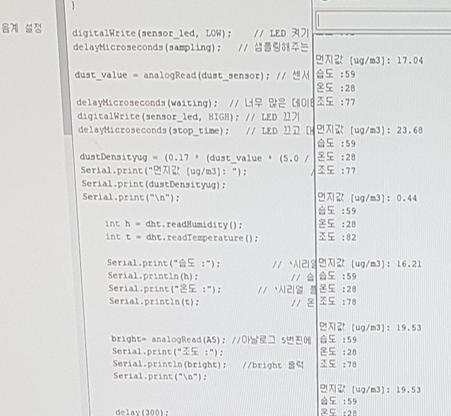 음계 설정
}
digitalWrite(sensor_led, LOW); // LED 켜기
delayMicroseconds(sampling); // 샘플링해주는
dust_value = analogRead(dust_sensor); // 센서
delayMicroseconds(waiting); // 너무 많은 데이터
digitalWrite(sensor_led, HIGH); // LED 끄기
delayMicroseconds(stop_time); // LED 끄고 대
dustDensityug = (0.17 * (dust_value * (5.0 /
Serial.print("먼지값 [ug/m3]: ");
Serial.print(dustDensityug);
Serial.print("\n");
int h = dht.readHumidity();
int t = dht.readTemperature();
Serial.print("습도 :"); // '시리얼
Serial.println(h); // 습
Serial.print("온도 :"); // '시리얼 플
Serial.println(t); // 온
bright= analogRead(A5); //아날로그 5번핀에
Serial.print("조도 :");
Serial.println(bright); //bright 출력
Serial.print("\n");
delay(300);
먼지값 [ug/m3]: 17.04
습도 :59
온도 :28
조도 :77
먼지값 [ug/m3]: 23.68
습도 :59
온도 :28
조도 :77
먼지값 [ug/m3]: 0.44
습도 :59
온도 :28
조도 :82
먼지값 [ug/m3]: 16.21
습도 :59
온도 :28
조도 :78
먼지값 [ug/m3]: 19.53
습도 :59
온도 :28
조도 :78
먼지값 [ug/m3]: 19.53
습도 :59
온도 :28